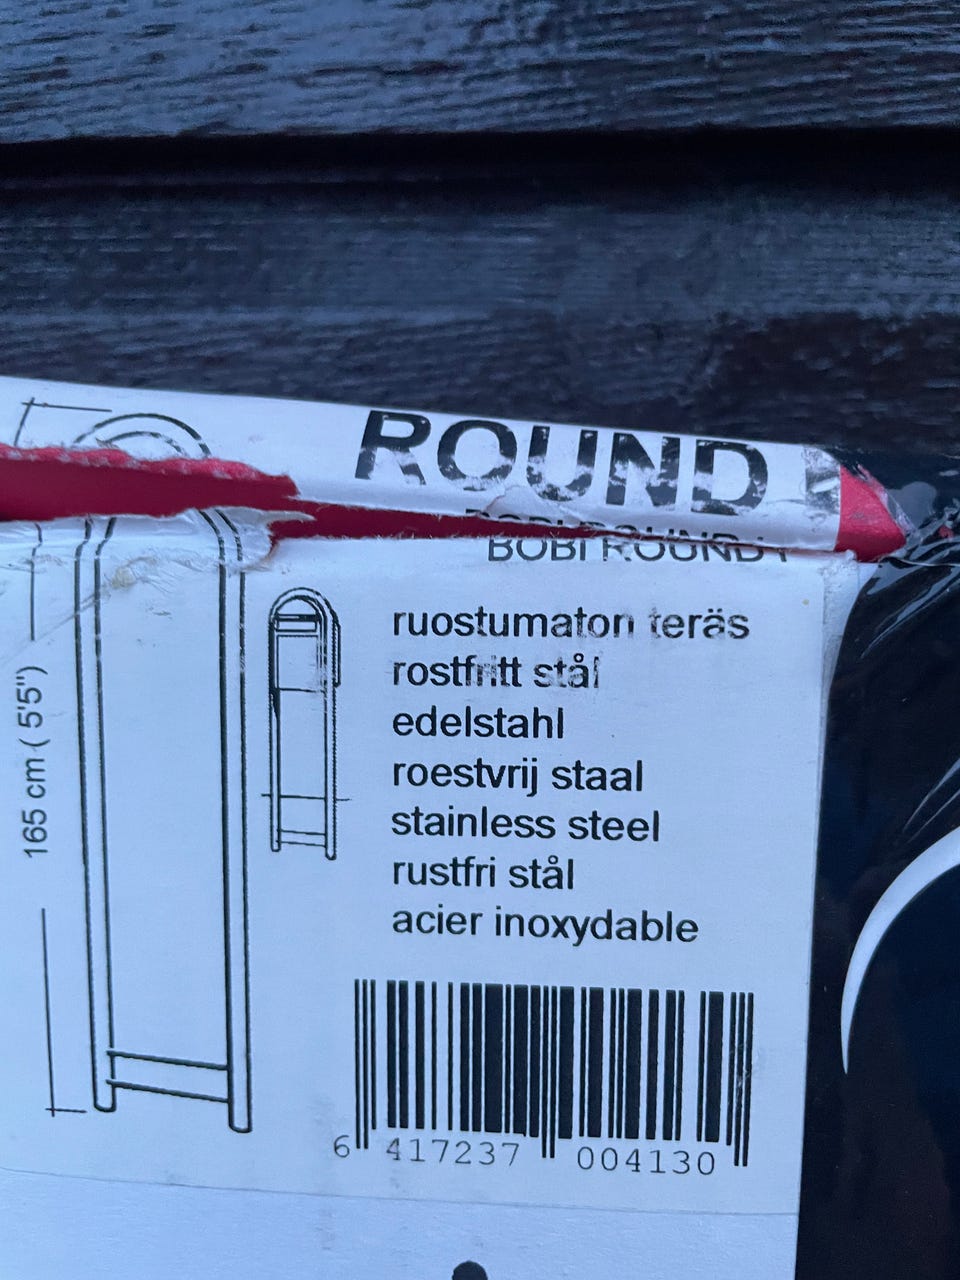 ROUND
BOBI ROUND
165 cm ( 5'5")
ruostumaton teräs
rostfritt stål
edelstahl
roestvrij staal
stainless steel
rustfri stål
acier inoxydable
6 417237 004130